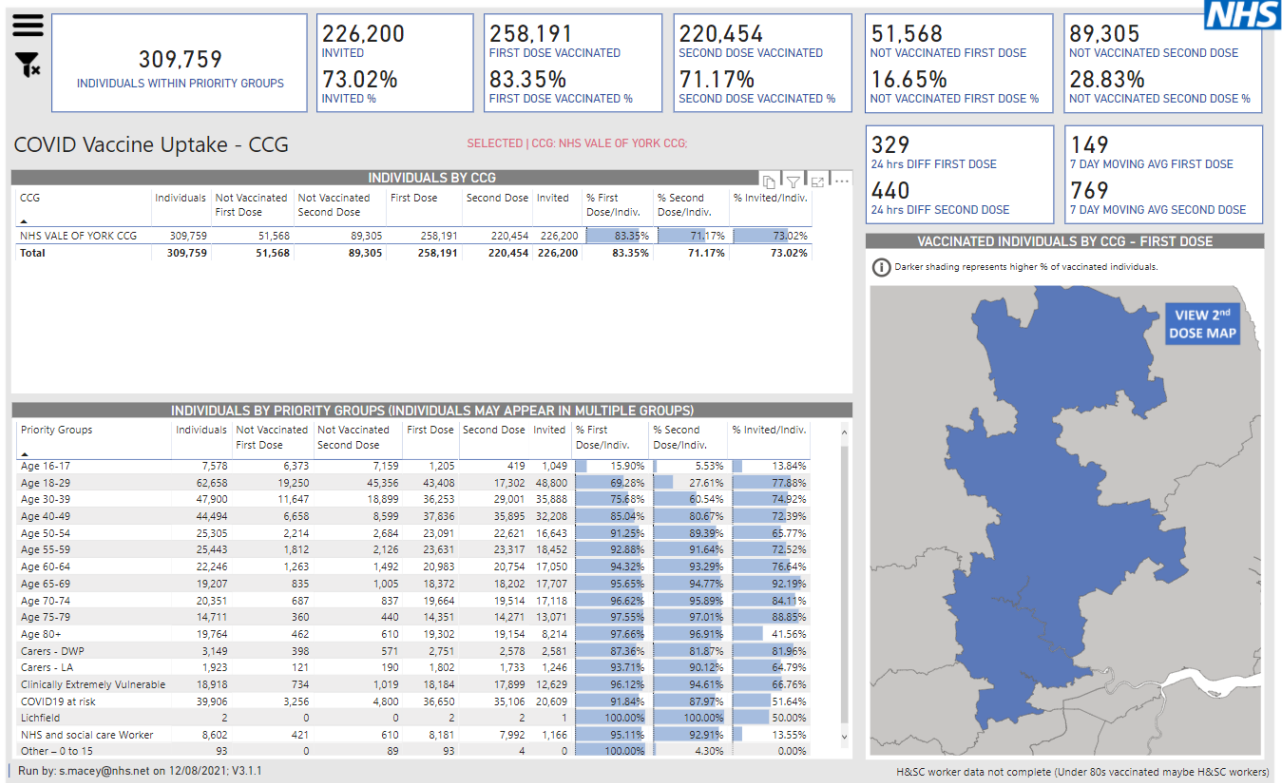 NHS
309,759
INDIVIDUALS WITHIN PRIORITY GROUPS
226,200
INVITED
73.02%
INVITED %
258,191
FIRST DOSE VACCINATED
83.35%
FIRST DOSE VACCINATED %
220,454
SECOND DOSE VACCINATED
71.17%
SECOND DOSE VACCINATED %
51,568
NOT VACCINATED FIRST DOSE
16.65%
NOT VACCINATED FIRST DOSE %
89,305
NOT VACCINATED SECOND DOSE
28.83%
NOT VACCINATED SECOND DOSE %
COVID Vaccine Uptake - CCG
SELECTED | CCG: NHS VALE OF YORK CCG;
329
24 hrs DIFF FIRST DOSE
440
24 hrs DIFF SECOND DOSE
149
7 DAY MOVING AVG FIRST DOSE
769
7 DAY MOVING AVG SECOND DOSE
INDIVIDUALS BY CCG
CCG Individuals Not Vaccinated First Dose Not Vaccinated Second Dose First Dose Second Dose Invited % First Dose/Indiv. % Second Dose/Indiv. % Invited/Indiv.
NHS VALE OF YORK CCG 309,759 51,568 89,305 258,191 220,454 226,200 83.35% 71.17% 73.02%
Total 309,759 51,568 89,305 258,191 220,454 226,200 83.35% 71.17% 73.02%
VACCINATED INDIVIDUALS BY CCG - FIRST DOSE
Darker shading represents higher % of vaccinated individuals.
VIEW 2nd
DOSE MAP
INDIVIDUALS BY PRIORITY GROUPS (INDIVIDUALS MAY APPEAR IN MULTIPLE GROUPS)
Priority Groups Individuals Not Vaccinated First Dose Not Vaccinated Second Dose First Dose Second Dose Invited % First Dose/Indiv. % Second Dose/Indiv. % Invited/Indiv.
Age 16-17 7,578 6,373 7,159 1,205 419 1,049 15.90% 5.53% 13.84%
Age 18-29 62,658 19,250 45,356 43,408 17,302 48,800 69.28% 27.61% 77.88%
Age 30-39 47,900 11,647 18,899 36,253 29,001 35,888 75.68% 60.54% 74.92%
Age 40-49 44,494 6,658 8,599 37,836 35,895 32,208 85.04% 80.67% 72.39%
Age 50-54 25,305 2,214 2,684 23,091 22,621 16,643 91.25% 89.39% 65.77%
Age 55-59 25,443 1,812 2,126 23,631 23,317 18,452 92.88% 91.64% 72.52%
Age 60-64 22,246 1,263 1,492 20,983 20,754 17,050 94.32% 93.29% 76.64%
Age 65-69 19,207 835 1,005 18,372 18,202 17,707 95.65% 94.77% 92.19%
Age 70-74 20,351 687 837 19,664 19,514 17,118 96.62% 95.89% 84.11%
Age 75-79 14,711 360 440 14,351 14,271 13,071 97.55% 97.01% 88.85%
Age 80+ 19,764 462 610 19,302 19,154 8,214 97.66% 96.91% 41.56%
Carers - DWP 3,149 398 571 2,751 2,578 2,581 87.36% 81.87% 81.96%
Carers - LA 1,923 121 190 1,802 1,733 1,246 93.71% 90.12% 64.79%
Clinically Extremely Vulnerable 18,918 734 1,019 18,184 17,899 12,629 96.12% 94.61% 66.76%
COVID19 at risk 39,906 3,256 4,800 36,650 35,106 20,609 91.84% 87.97% 51.64%
Lichfield 2 0 0 2 2 1 100.00% 100.00% 50.00%
NHS and social care Worker 8,602 421 610 8,181 7,992 1,166 95.11% 92.91% 13.55%
Other – 0 to 15 93 0 89 93 4 0 100.00% 4.30% 0.00%
Run by: s.macey@nhs.net on 12/08/2021; V3.1.1
H&SC worker data not complete (Under 80s vaccinated maybe H&SC workers)